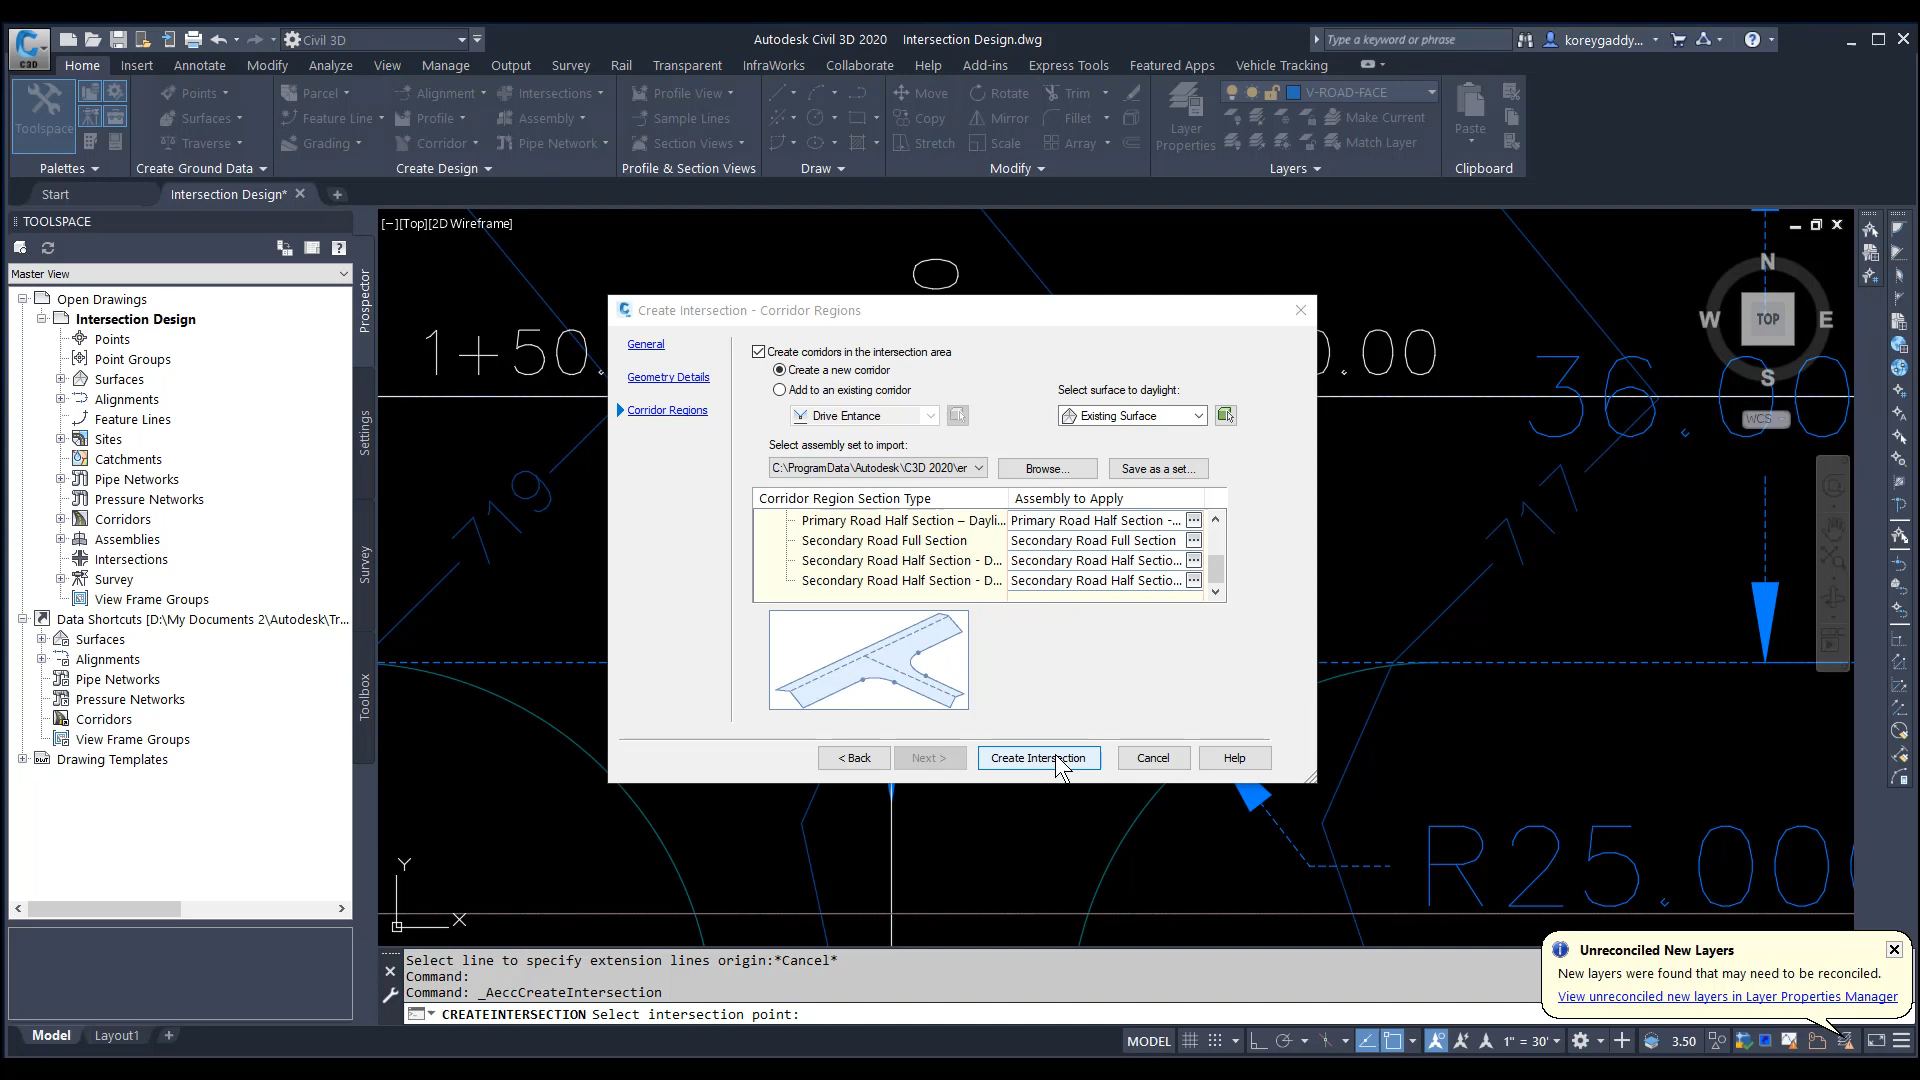 Civil 3D
Autodesk Civil 3D 2020 Intersection Design.dwg
Type a keyword or phrase
koreygaddy...
C3D
Home Insert Annotate Modify Analyze View Manage Output Survey Rail Transparent InfraWorks Collaborate Help Add-ins Express Tools Featured Apps Vehicle Tracking
Points Parcel Alignment Intersections Profile View Move Rotate Trim V-ROAD-FACE
Toolspace Surfaces Feature Line Profile Assembly Sample Lines Copy Mirror Fillet Layer Properties Make Current Paste
Traverse Grading Corridor Pipe Network Section Views Stretch Scale Array Match Layer
Palettes Create Ground Data Create Design Profile & Section Views Draw Modify Layers Clipboard
Start Intersection Design*
TOOLSPACE
Master View
Open Drawings
Intersection Design
Points
Point Groups
Surfaces
Alignments
Feature Lines
Sites
Catchments
Pipe Networks
Pressure Networks
Corridors
Assemblies
Intersections
Survey
View Frame Groups
Data Shortcuts [D:\My Documents 2\Autodesk\Tr...
Surfaces
Alignments
Pipe Networks
Pressure Networks
Corridors
View Frame Groups
Drawing Templates
Prospector
Settings
Survey
Toolbox
[−][Top][2D Wireframe]
N
W TOP E
S
WCS
0
1+50.
0.00
36.00
119
117
R25.000
Y
X
Create Intersection - Corridor Regions
General
Geometry Details
Corridor Regions
Create corridors in the intersection area
Create a new corridor
Add to an existing corridor
Drive Entance
Select surface to daylight:
Existing Surface
Select assembly set to import:
C:\ProgramData\Autodesk\C3D 2020\er
Browse...
Save as a set...
Corridor Region Section Type Assembly to Apply
Primary Road Half Section – Dayli... Primary Road Half Section -...
Secondary Road Full Section Secondary Road Full Section
Secondary Road Half Section - D... Secondary Road Half Sectio...
Secondary Road Half Section - D... Secondary Road Half Sectio...
< Back Next > Create Intersection Cancel Help
Select line to specify extension lines origin:*Cancel*
Command:
Command: _AeccCreateIntersection
CREATEINTERSECTION Select intersection point:
Unreconciled New Layers
New layers were found that may need to be reconciled.
View unreconciled new layers in Layer Properties Manager
Model Layout1
MODEL 1" = 30' 3.50